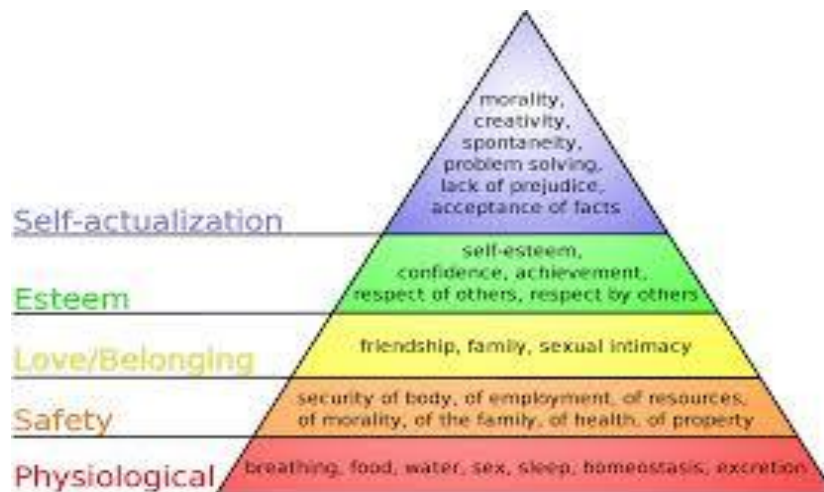 morality,
creativity,
spontaneity,
problem solving,
lack of prejudice,
acceptance of facts
Self-actualization
self-esteem,
confidence, achievement,
respect of others, respect by others
Esteem
friendship, family, sexual intimacy
Love/Belonging
security of body, of employment, of resources,
of morality, of the family, of health, of property
Safety
breathing, food, water, sex, sleep, homeostasis, excretion
Physiological